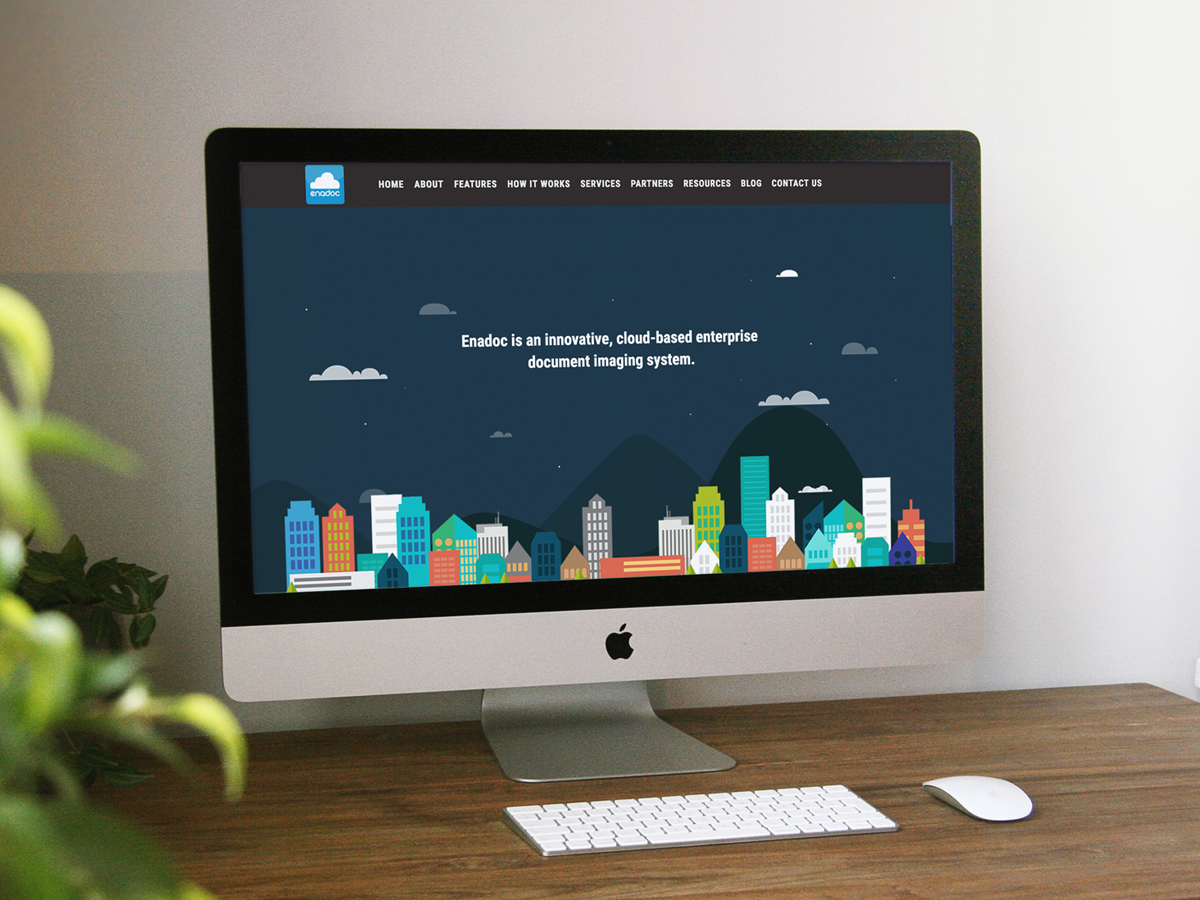 enadoc
HOME ABOUT FEATURES HOW IT WORKS SERVICES PARTNERS RESOURCES BLOG CONTACT US
Enadoc is an innovative, cloud-based enterprise
document imaging system.